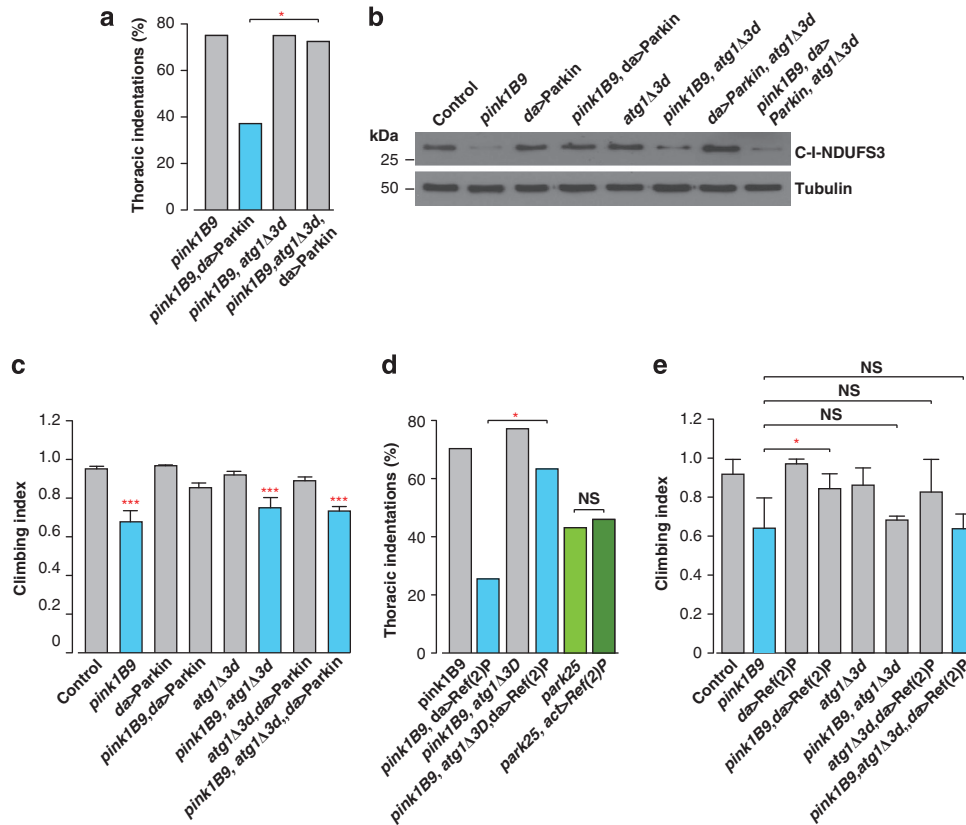 a
*
Thoracic indentations (%)
80
60
40
20
0
pink1B9
pink1B9, da>Parkin
pink1B9, atg1Δ3d
pink1B9,atg1Δ3d,
da>Parkin
b
Control
pink1B9
da>Parkin
pink1B9, da>Parkin
atg1Δ3d
pink1B9, atg1Δ3d
da>Parkin, atg1Δ3d
pink1B9, da>
Parkin, atg1Δ3d
kDa
25
50
C-I-NDUFS3
Tubulin
c
Climbing index
1.2
1.0
0.8
0.6
0.4
0.2
0
***
***
***
Control
pink1B9
da>Parkin
pink1B9,da>Parkin
atg1Δ3d
pink1B9, atg1Δ3d
atg1Δ3d,da>Parkin
pink1B9, atg1Δ3d,,da>Parkin
d
Thoracic indentations (%)
80
60
40
20
0
*
NS
pink1B9
pink1B9, da>Ref(2)P
pink1B9, atg1Δ3D
pink1B9, atg1Δ3D,da>Ref(2)P
park25
park25, act>Ref(2)P
e
NS
NS
NS
*
Climbing index
1.2
1.0
0.8
0.6
0.4
0.2
0
Control
pink1B9
da>Ref(2)P
pink1B9,da>Ref(2)P
atg1Δ3d
pink1B9, atg1Δ3d
atg1Δ3d,da>Ref(2)P
pink1B9,atg1Δ3d,,da>Ref(2)P